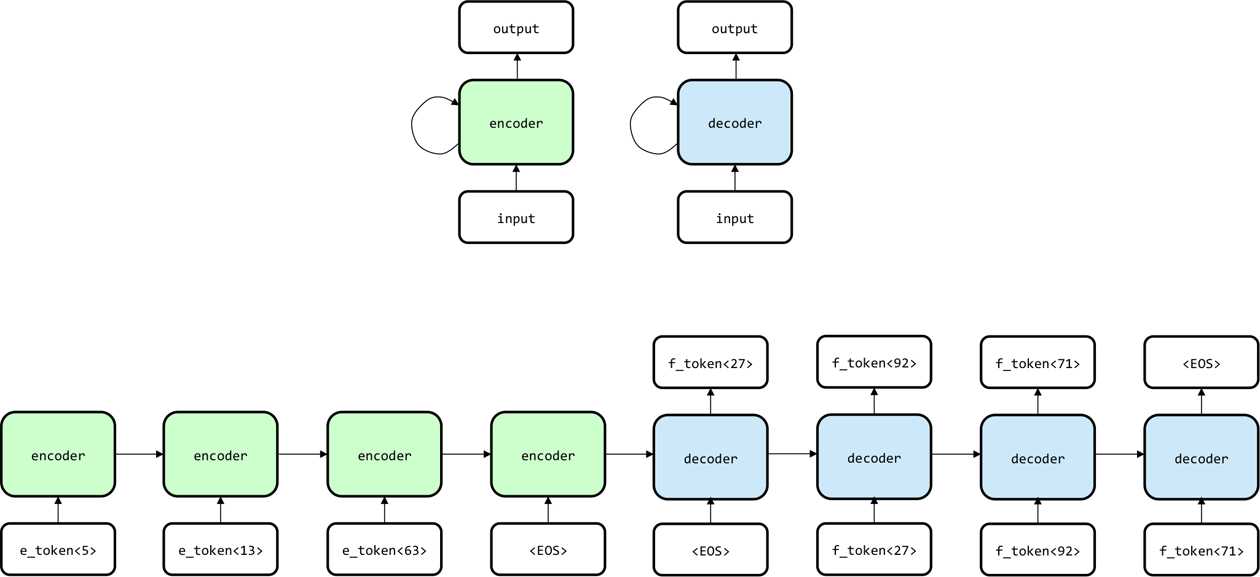 output
output
encoder
decoder
input
input
f_token<27>
f_token<92>
f_token<71>
<EOS>
encoder
encoder
encoder
encoder
decoder
decoder
decoder
decoder
e_token<5>
e_token<13>
e_token<63>
<EOS>
<EOS>
f_token<27>
f_token<92>
f_token<71>